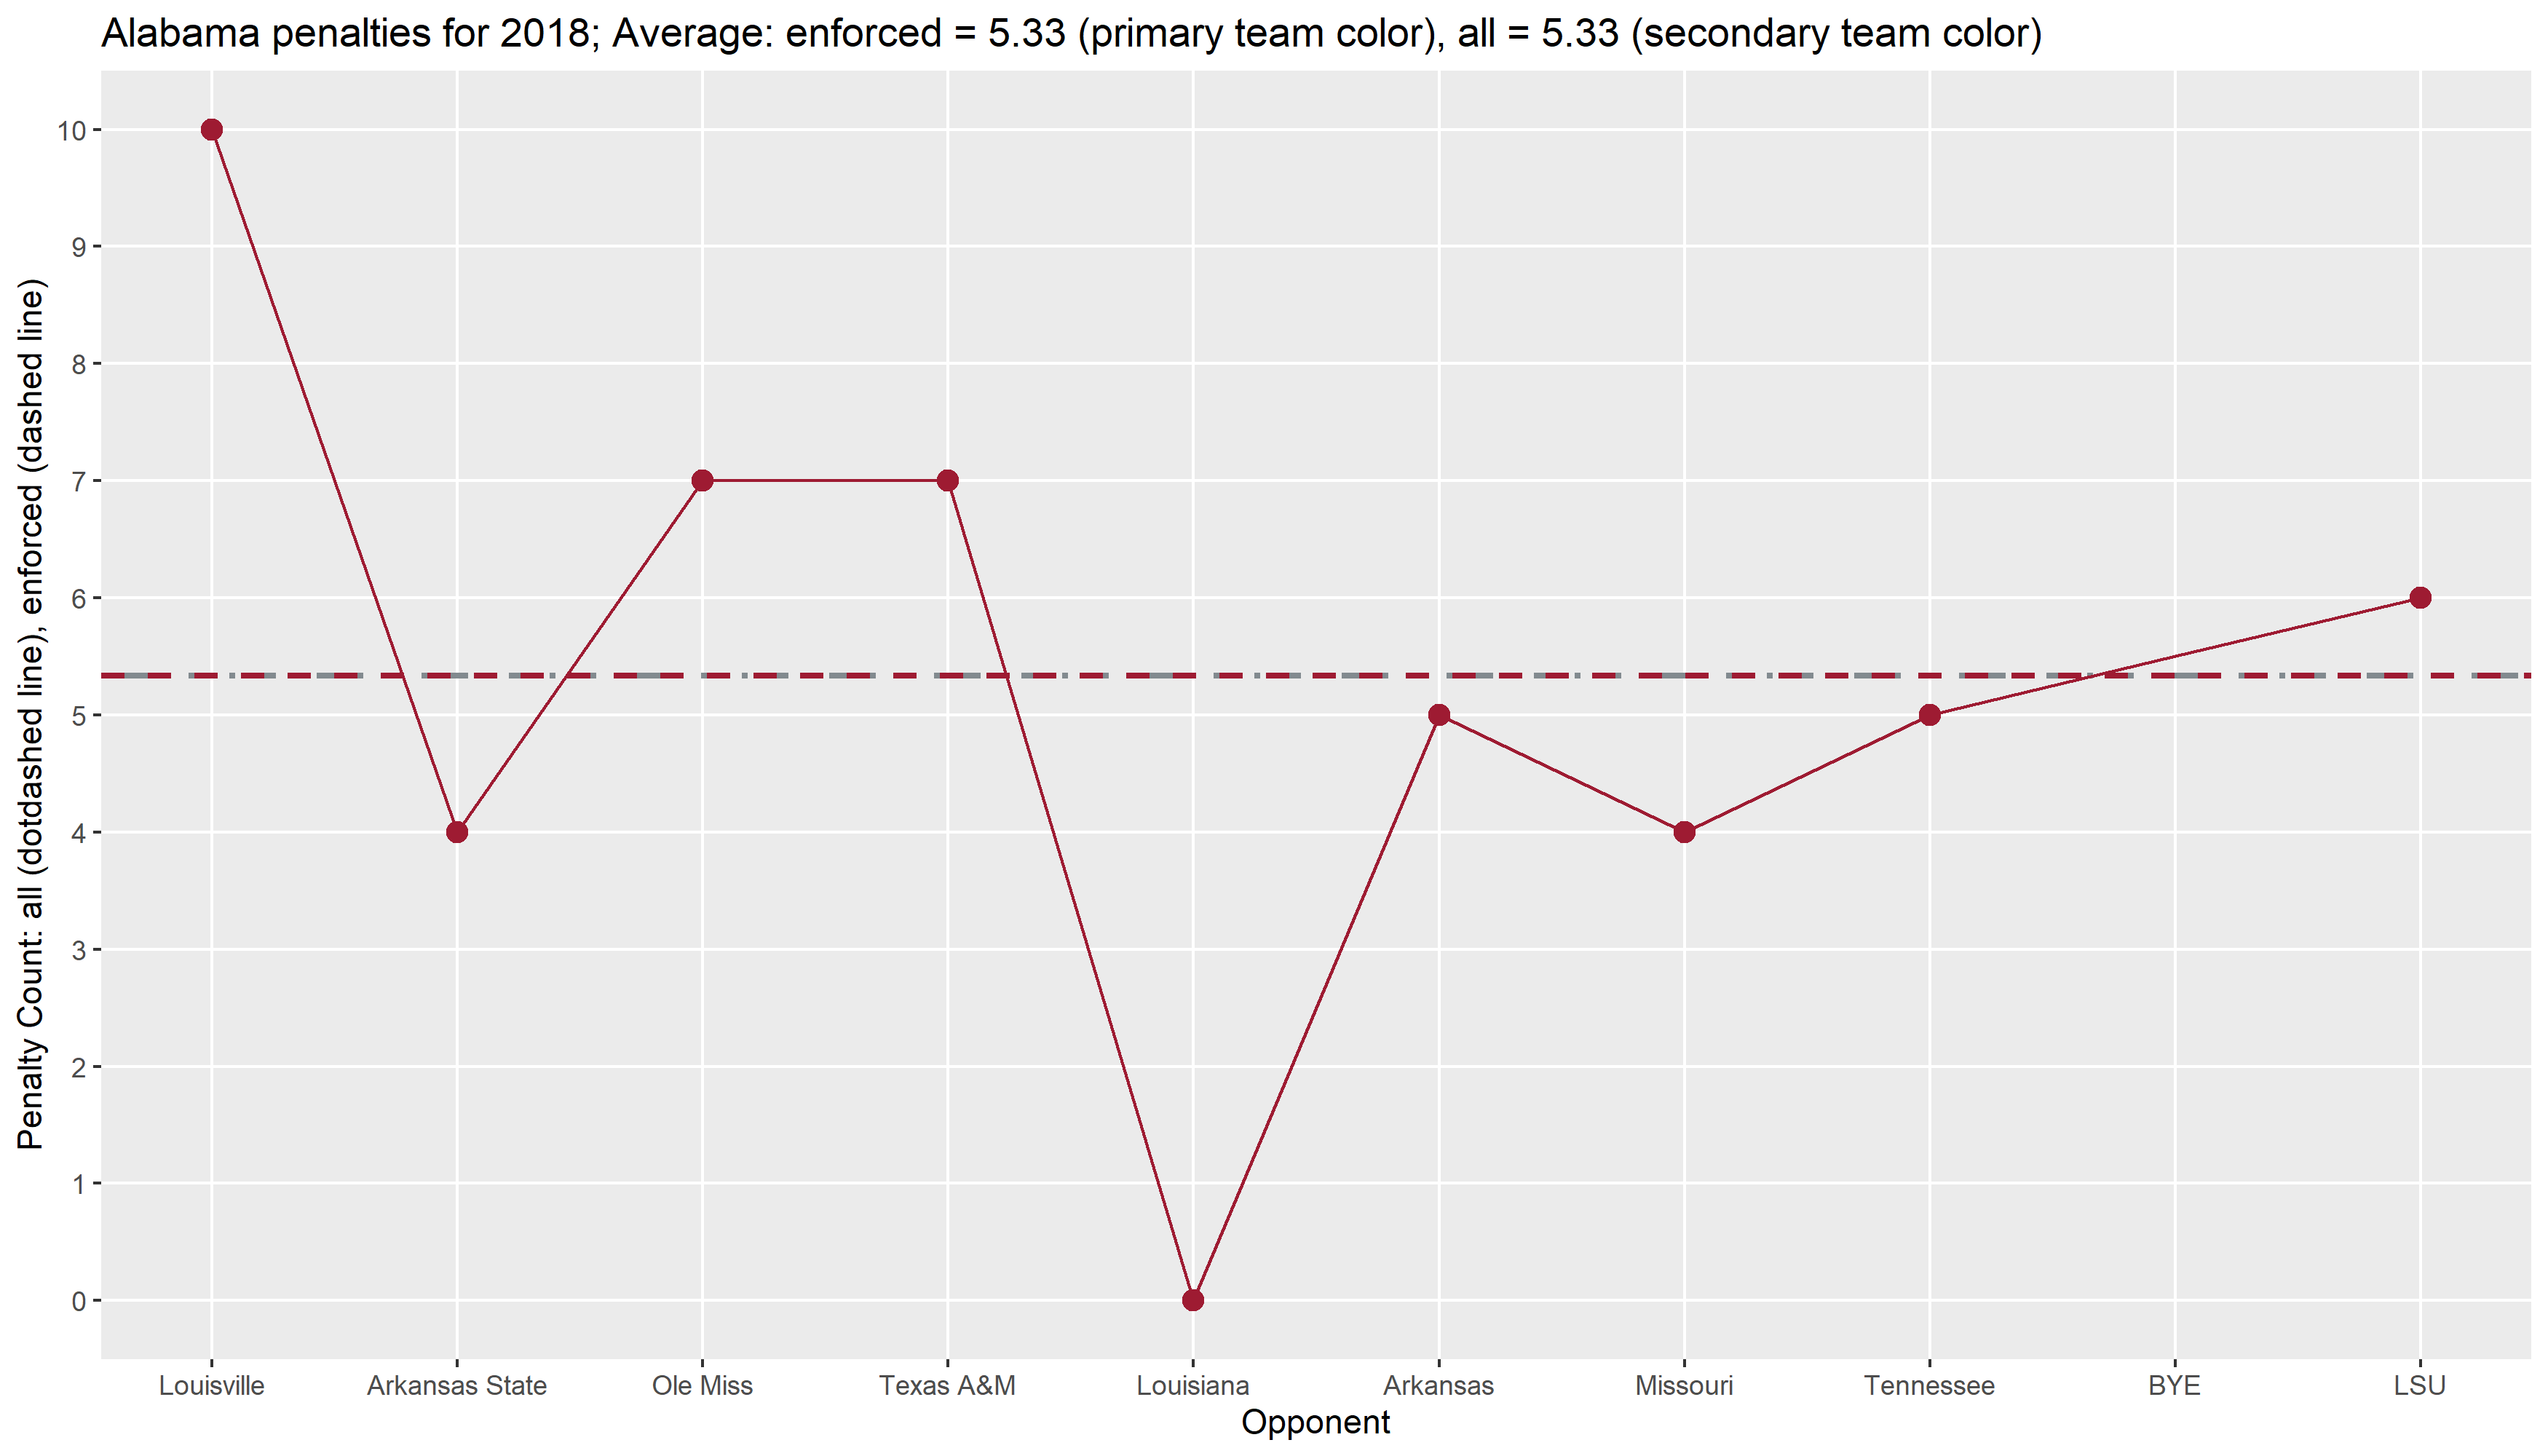 Alabama penalties for 2018; Average: enforced = 5.33 (primary team color), all = 5.33 (secondary team color)
Penalty Count: all (dotdashed line), enforced (dashed line)
10
9
8
7
6
5
4
3
2
1
0
Louisville Arkansas State Ole Miss Texas A&M Louisiana Arkansas Missouri Tennessee BYE LSU
Opponent